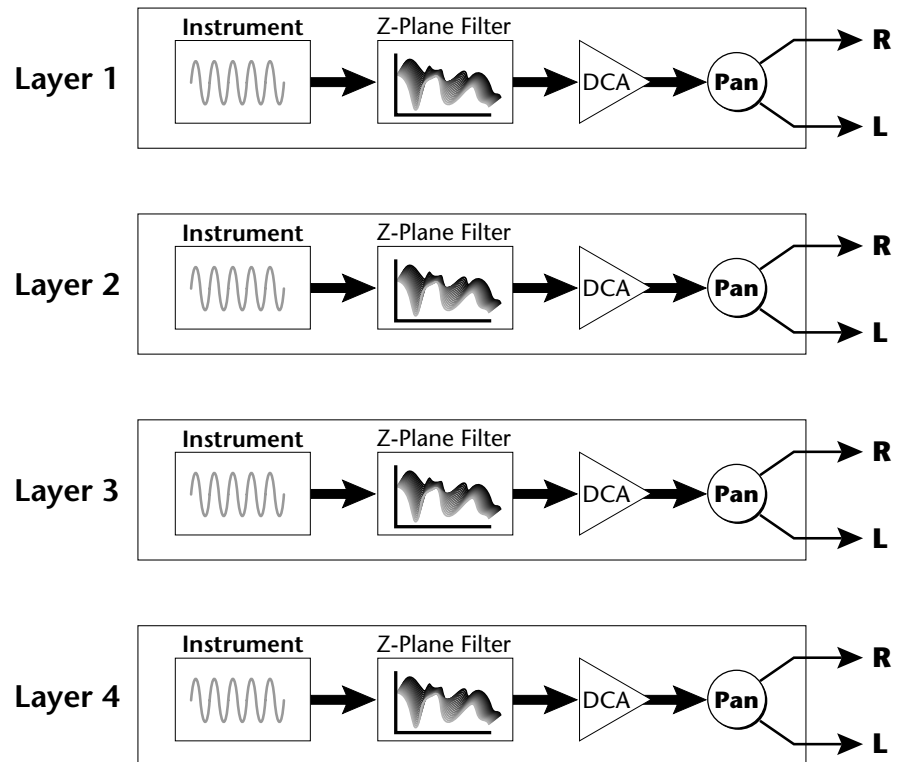 Instrument
Z-Plane Filter
R
Layer 1
DCA
Pan
L
Instrument
Z-Plane Filter
R
Layer 2
DCA
Pan
L
Instrument
Z-Plane Filter
R
Layer 3
DCA
Pan
L
Instrument
Z-Plane Filter
R
Layer 4
DCA
Pan
L